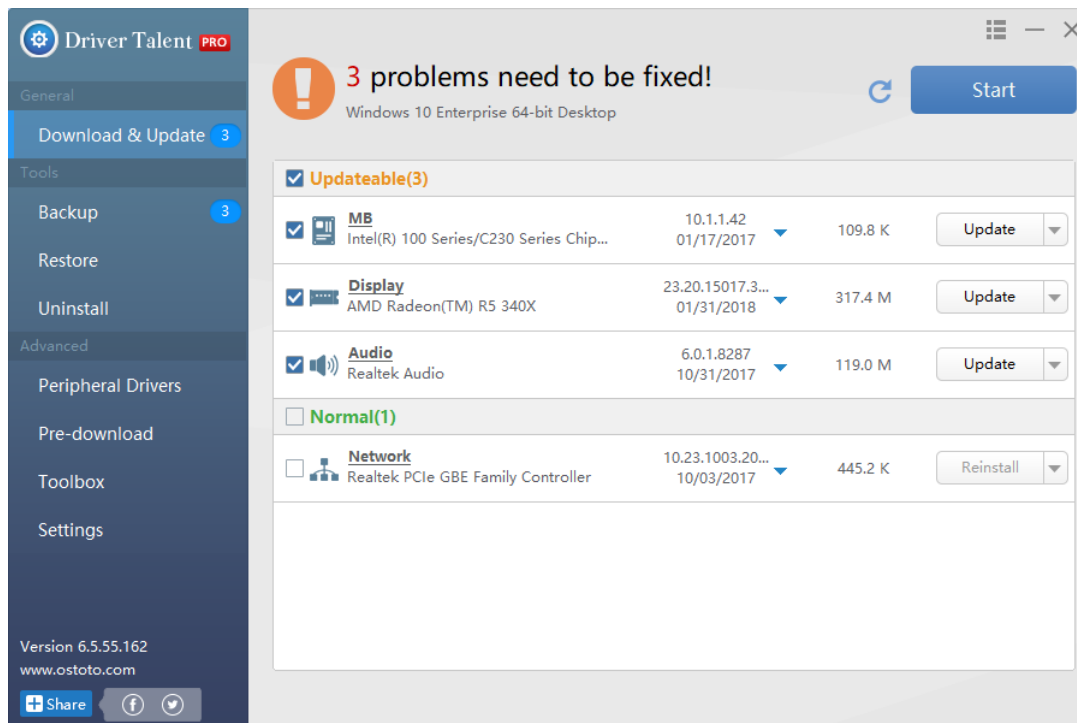 Driver Talent PRO
General
Download & Update 3
Tools
Backup 3
Restore
Uninstall
Advanced
Peripheral Drivers
Pre-download
Toolbox
Settings
Version 6.5.55.162
www.ostoto.com
Share
3 problems need to be fixed!
Windows 10 Enterprise 64-bit Desktop
Start
Updateable(3)
MB
Intel(R) 100 Series/C230 Series Chip...
10.1.1.42
01/17/2017
109.8 K
Update
Display
AMD Radeon(TM) R5 340X
23.20.15017.3...
01/31/2018
317.4 M
Update
Audio
Realtek Audio
6.0.1.8287
10/31/2017
119.0 M
Update
Normal(1)
Network
Realtek PCIe GBE Family Controller
10.23.1003.20...
10/03/2017
445.2 K
Reinstall